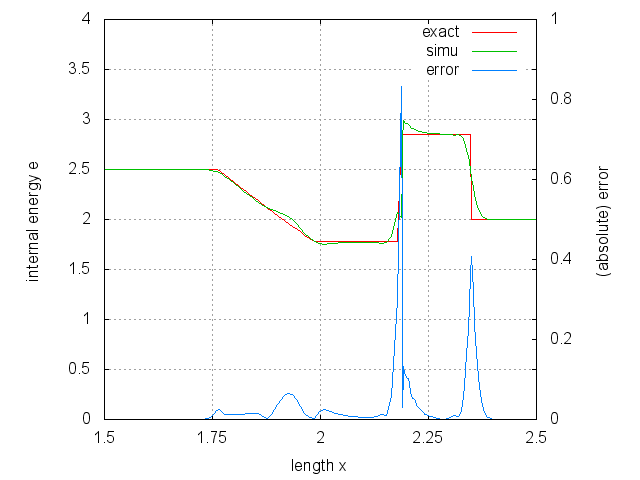 4 1
exact
3.5 simu
error
3 0.8
2.5 0.6
internal energy e
2
(absolute) error
1.5 0.4
1 0.2
0.5
0 0
1.5 1.75 2 2.25 2.5
length x